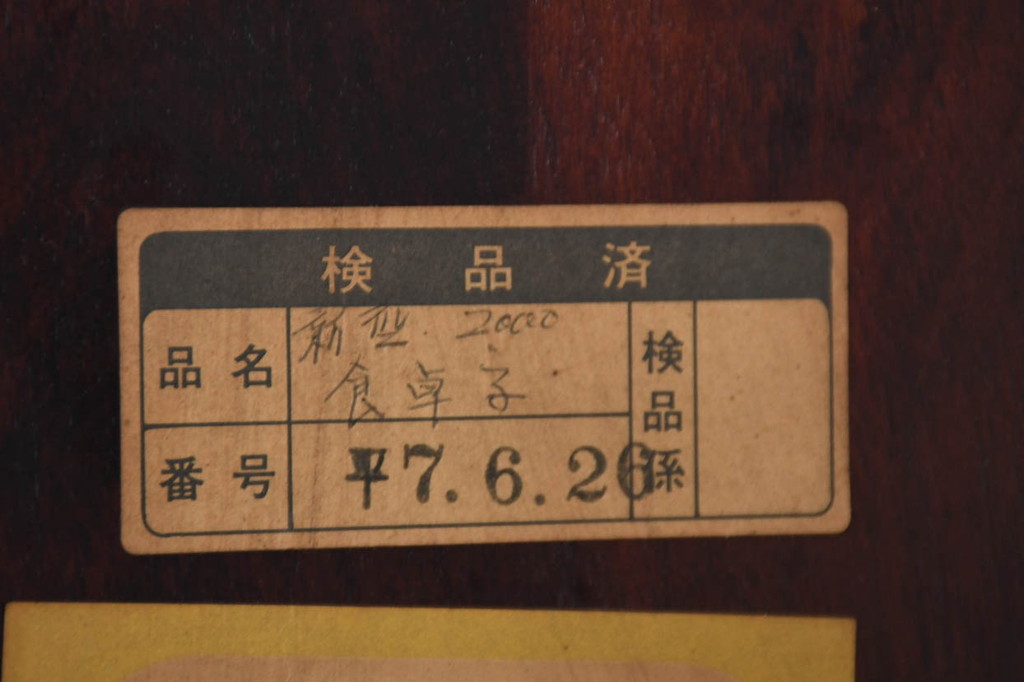 検品済
品名 新型. 2000
食卓子
番号 平7.6.26
検品係